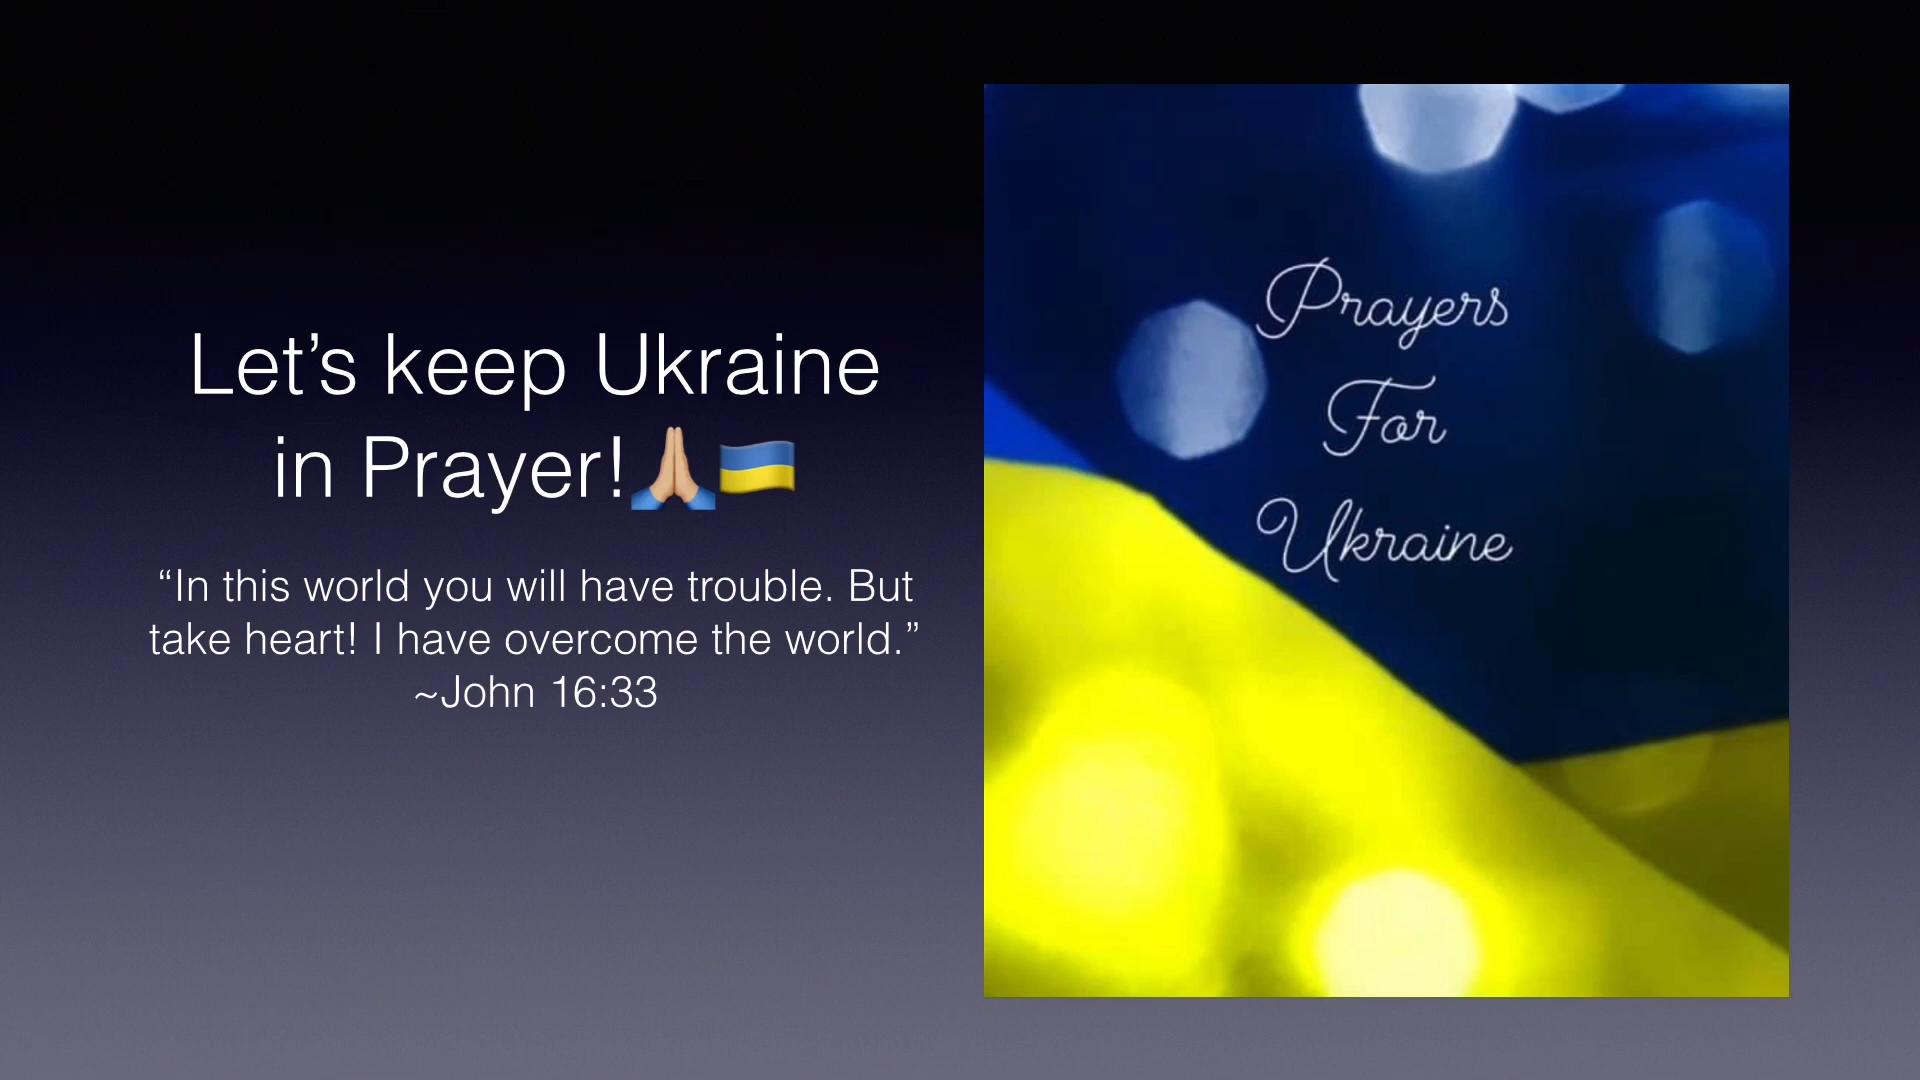 Let’s keep Ukraine
in Prayer!🙏🏼🇺🇦
“In this world you will have trouble. But
take heart! I have overcome the world.”
~John 16:33
Prayers
For
Ukraine